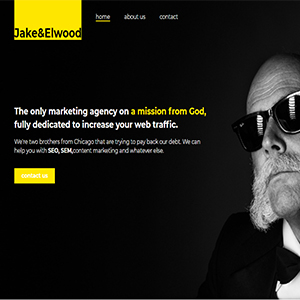 Jake&Elwood
home about contact
The only marketing agency on a mission from God,
fully dedicated to increase your web traffic.
We're two brothers from Chicago that are trying to pay back our debt. We can
help you with SEO, SEM,content marketing and whatever else.
contact us